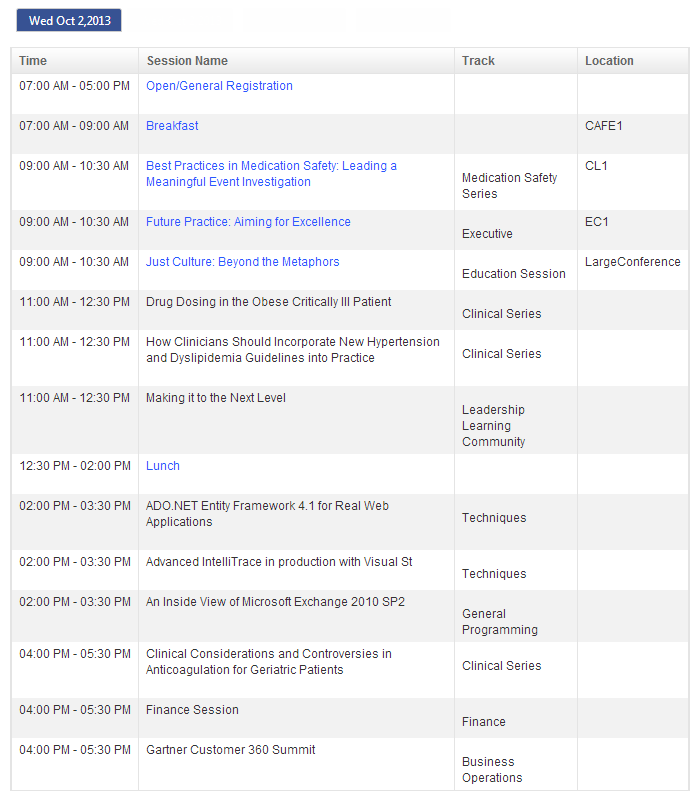 Wed Oct 2,2013
Time Session Name Track Location
07:00 AM - 05:00 PM Open/General Registration
07:00 AM - 09:00 AM Breakfast CAFE1
09:00 AM - 10:30 AM Best Practices in Medication Safety: Leading a CL1
Meaningful Event Investigation
Medication Safety
Series
09:00 AM - 10:30 AM Future Practice: Aiming for Excellence EC1
Executive
09:00 AM - 10:30 AM Just Culture: Beyond the Metaphors LargeConference
Education Session
11:00 AM - 12:30 PM Drug Dosing in the Obese Critically Ill Patient
Clinical Series
11:00 AM - 12:30 PM How Clinicians Should Incorporate New Hypertension
and Dyslipidemia Guidelines into Practice
Clinical Series
11:00 AM - 12:30 PM Making it to the Next Level
Leadership
Learning
Community
12:30 PM - 02:00 PM Lunch
02:00 PM - 03:30 PM ADO.NET Entity Framework 4.1 for Real Web
Applications
Techniques
02:00 PM - 03:30 PM Advanced IntelliTrace in production with Visual St
Techniques
02:00 PM - 03:30 PM An Inside View of Microsoft Exchange 2010 SP2
General
Programming
04:00 PM - 05:30 PM Clinical Considerations and Controversies in
Anticoagulation for Geriatric Patients
Clinical Series
04:00 PM - 05:30 PM Finance Session
Finance
04:00 PM - 05:30 PM Gartner Customer 360 Summit
Business
Operations